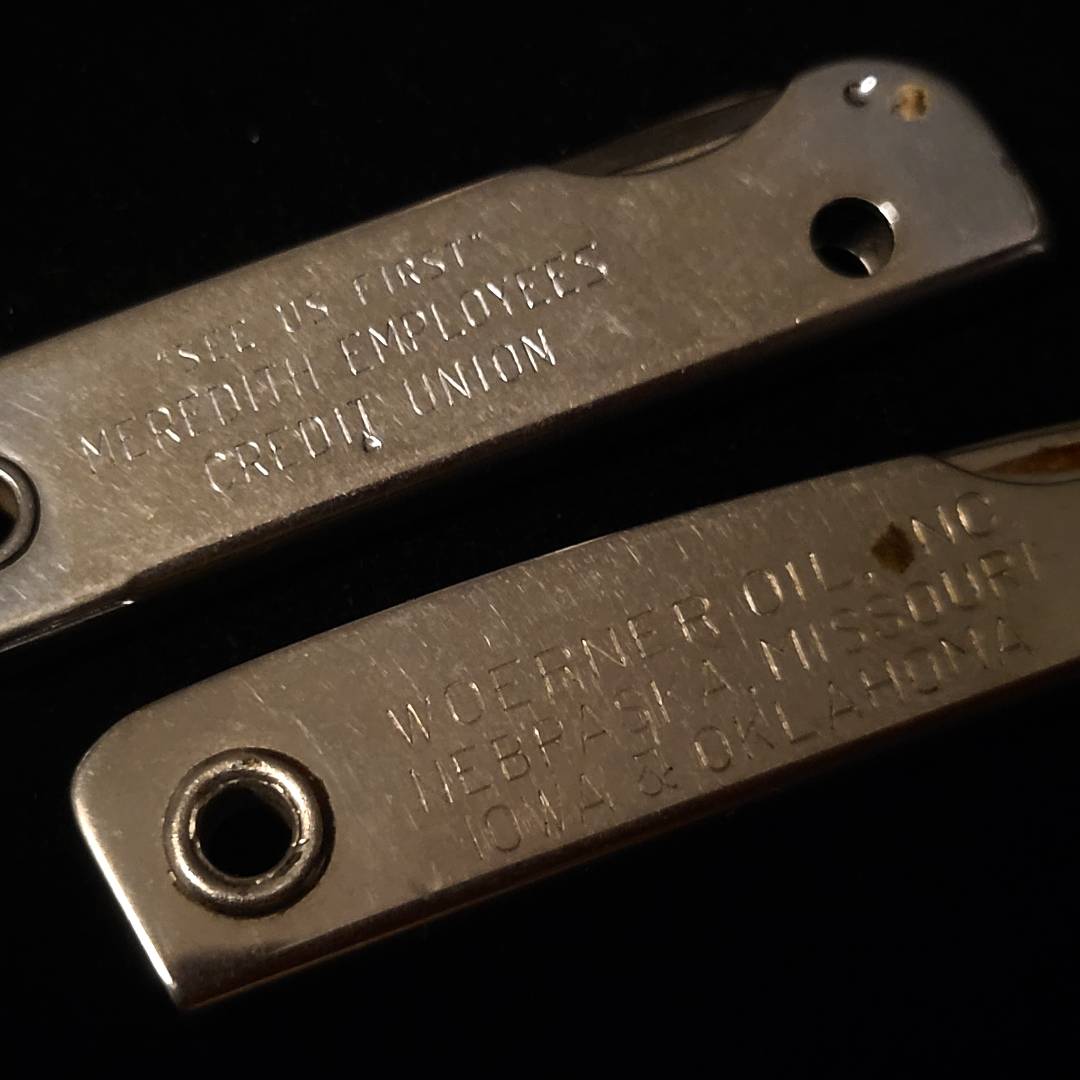 "SEE US FIRST"
MEREDITH EMPLOYEES
CREDIT UNION
WOERNER OIL, INC
NEBRASKA, MISSOURI
IOWA & OKLAHOMA